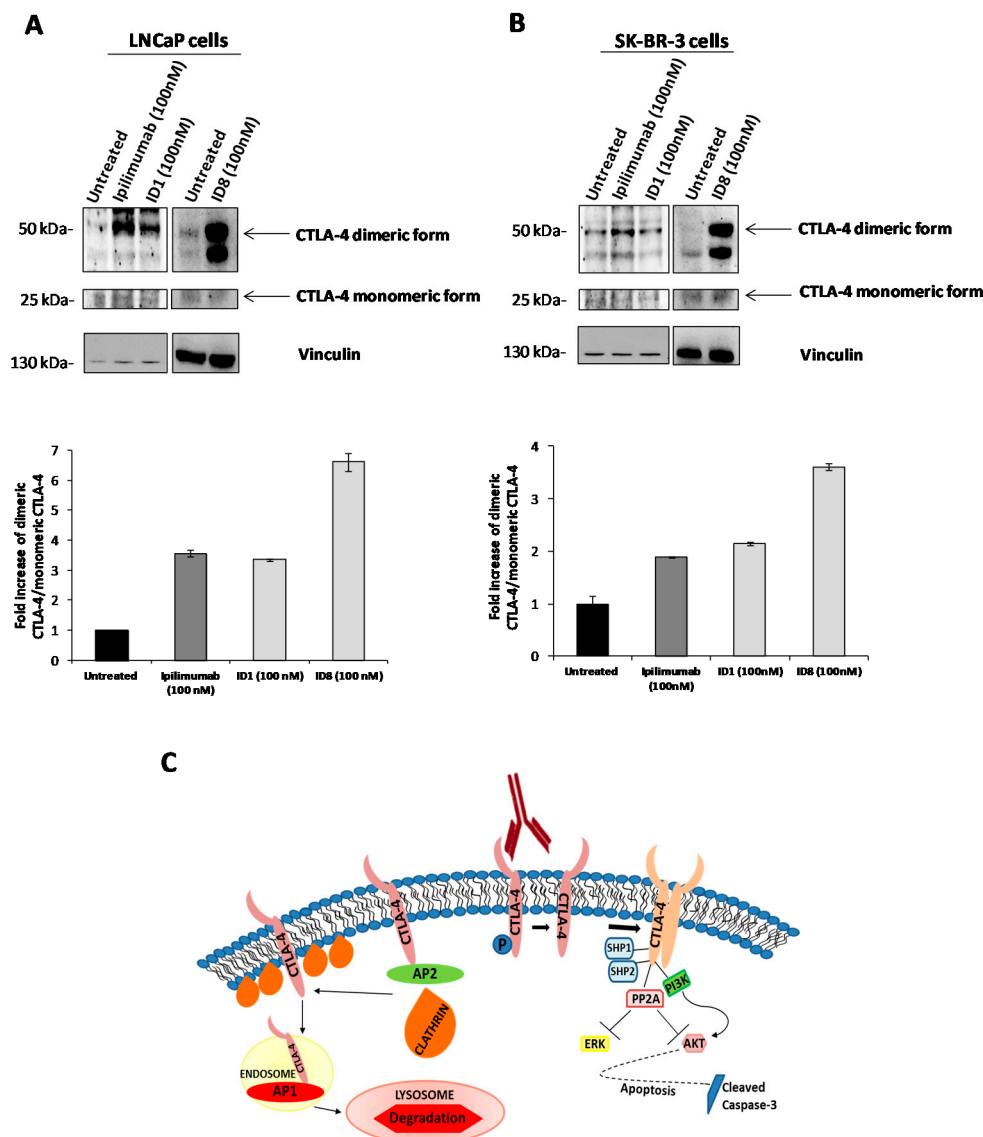 A
LNCaP cells
Untreated
Ipilimumab (100nM)
ID1 (100nM)
Untreated
ID8 (100nM)
50 kDa-
CTLA-4 dimeric form
25 kDa-
CTLA-4 monomeric form
130 kDa-
Vinculin
B
SK-BR-3 cells
Untreated
Ipilimumab (100nM)
ID1 (100nM)
Untreated
ID8 (100nM)
50 kDa-
CTLA-4 dimeric form
25 kDa-
CTLA-4 monomeric form
130 kDa-
Vinculin
Fold increase of dimeric
CTLA-4/monomeric CTLA-4
7
6
5
4
3
2
1
0
Untreated
Ipilimumab
(100 nM)
ID1 (100 nM)
ID8 (100 nM)
Fold increase of dimeric
CTLA-4/monomeric CTLA-4
4
3
2
1
0
Untreated
Ipilimumab
(100nM)
ID1 (100nM)
ID8 (100nM)
C
CTLA-4
CTLA-4
CTLA-4
CTLA-4
CTLA-4
P
SHP1
SHP2
AP2
PP2A
PI3K
CLATHRIN
ERK
AKT
CTLA-4
ENDOSOME
AP1
LYSOSOME
Degradation
Apoptosis
Cleaved
Caspase-3